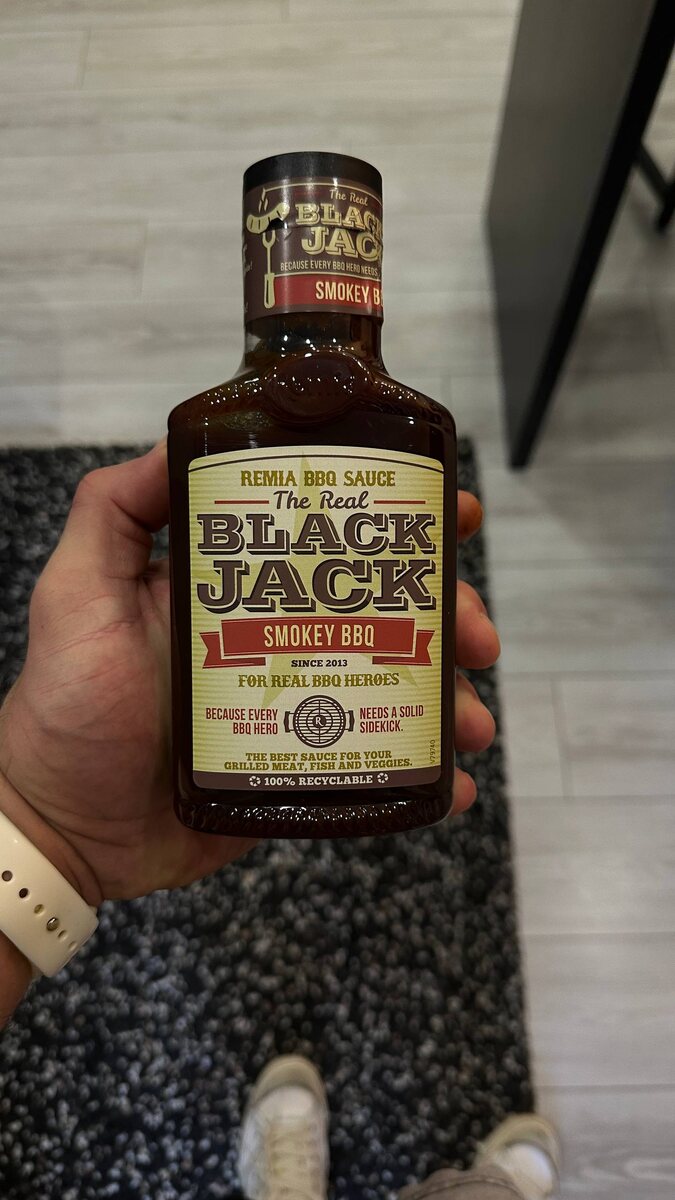 The Real
BLACK
JACK
BECAUSE EVERY BBQ HERO NEEDS
SMOKEY B
REMIA BBQ SAUCE
The Real
BLACK
JACK
SMOKEY BBQ
SINCE 2013
FOR REAL BBQ HEROES
BECAUSE EVERY
BBQ HERO
R
NEEDS A SOLID
SIDEKICK.
THE BEST SAUCE FOR YOUR
GRILLED MEAT, FISH AND VEGGIES.
100% RECYCLABLE
V79740